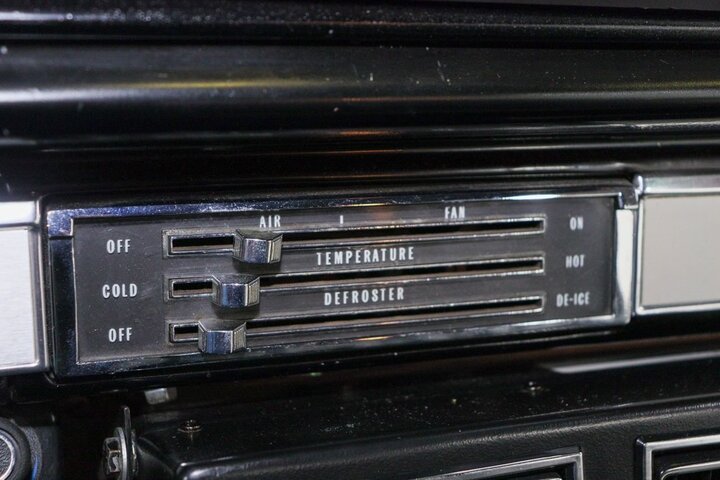 AIR FAN
OFF ON
TEMPERATURE
COLD HOT
DEFROSTER
OFF DE-ICE